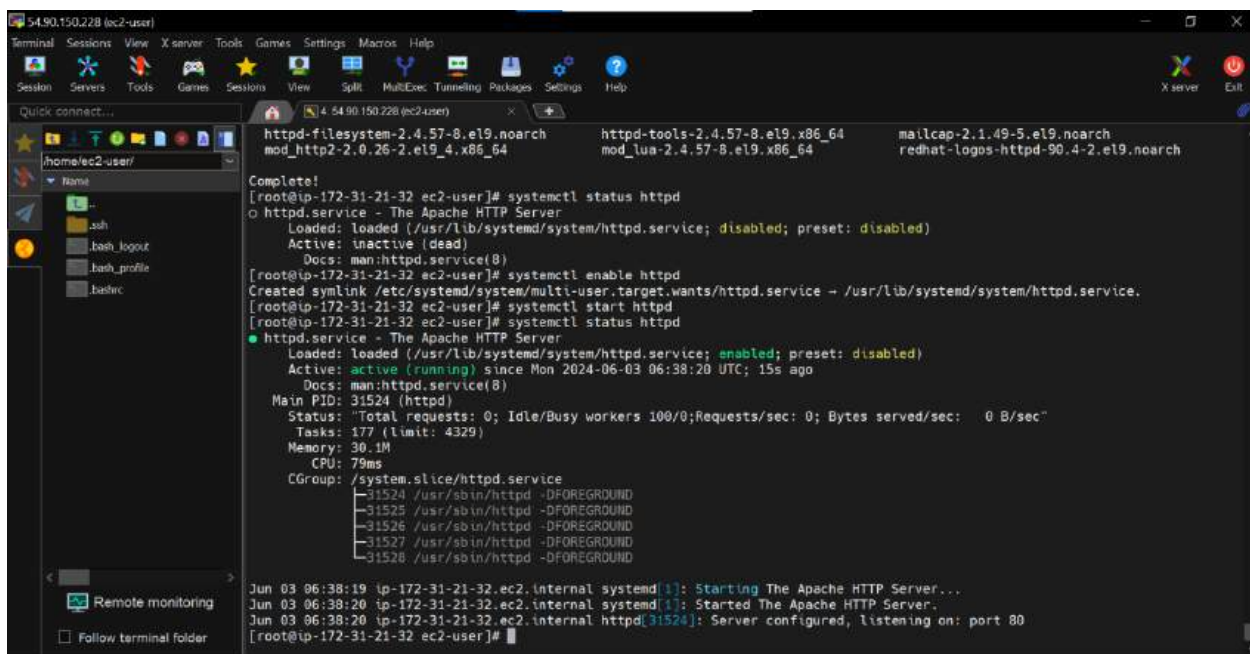 54.90.150.228 (ec2-user)
Terminal Sessions View X server Tools Games Settings Macros Help
Session Servers Tools Games Sessions View Split MultiExec Tunneling Packages Settings Help X server Exit
Quick connect...
4. 54.90.150.228 (ec2-user)
/home/ec2-user/
Name
..
.ssh
.bash_logout
.bash_profile
.bashrc
Remote monitoring
Follow terminal folder
httpd-filesystem-2.4.57-8.el9.noarch httpd-tools-2.4.57-8.el9.x86_64 mailcap-2.1.49-5.el9.noarch
mod_http2-2.0.26-2.el9_4.x86_64 mod_lua-2.4.57-8.el9.x86_64 redhat-logos-httpd-90.4-2.el9.noarch
Complete!
[root@ip-172-31-21-32 ec2-user]# systemctl status httpd
○ httpd.service - The Apache HTTP Server
Loaded: loaded (/usr/lib/systemd/system/httpd.service; disabled; preset: disabled)
Active: inactive (dead)
Docs: man:httpd.service(8)
[root@ip-172-31-21-32 ec2-user]# systemctl enable httpd
Created symlink /etc/systemd/system/multi-user.target.wants/httpd.service → /usr/lib/systemd/system/httpd.service.
[root@ip-172-31-21-32 ec2-user]# systemctl start httpd
[root@ip-172-31-21-32 ec2-user]# systemctl status httpd
● httpd.service - The Apache HTTP Server
Loaded: loaded (/usr/lib/systemd/system/httpd.service; enabled; preset: disabled)
Active: active (running) since Mon 2024-06-03 06:38:20 UTC; 15s ago
Docs: man:httpd.service(8)
Main PID: 31524 (httpd)
Status: "Total requests: 0; Idle/Busy workers 100/0;Requests/sec: 0; Bytes served/sec: 0 B/sec"
Tasks: 177 (limit: 4329)
Memory: 30.1M
CPU: 79ms
CGroup: /system.slice/httpd.service
├─31524 /usr/sbin/httpd -DFOREGROUND
├─31525 /usr/sbin/httpd -DFOREGROUND
├─31526 /usr/sbin/httpd -DFOREGROUND
├─31527 /usr/sbin/httpd -DFOREGROUND
└─31528 /usr/sbin/httpd -DFOREGROUND
Jun 03 06:38:19 ip-172-31-21-32.ec2.internal systemd[1]: Starting The Apache HTTP Server...
Jun 03 06:38:20 ip-172-31-21-32.ec2.internal systemd[1]: Started The Apache HTTP Server.
Jun 03 06:38:20 ip-172-31-21-32.ec2.internal httpd[31524]: Server configured, listening on: port 80
[root@ip-172-31-21-32 ec2-user]#